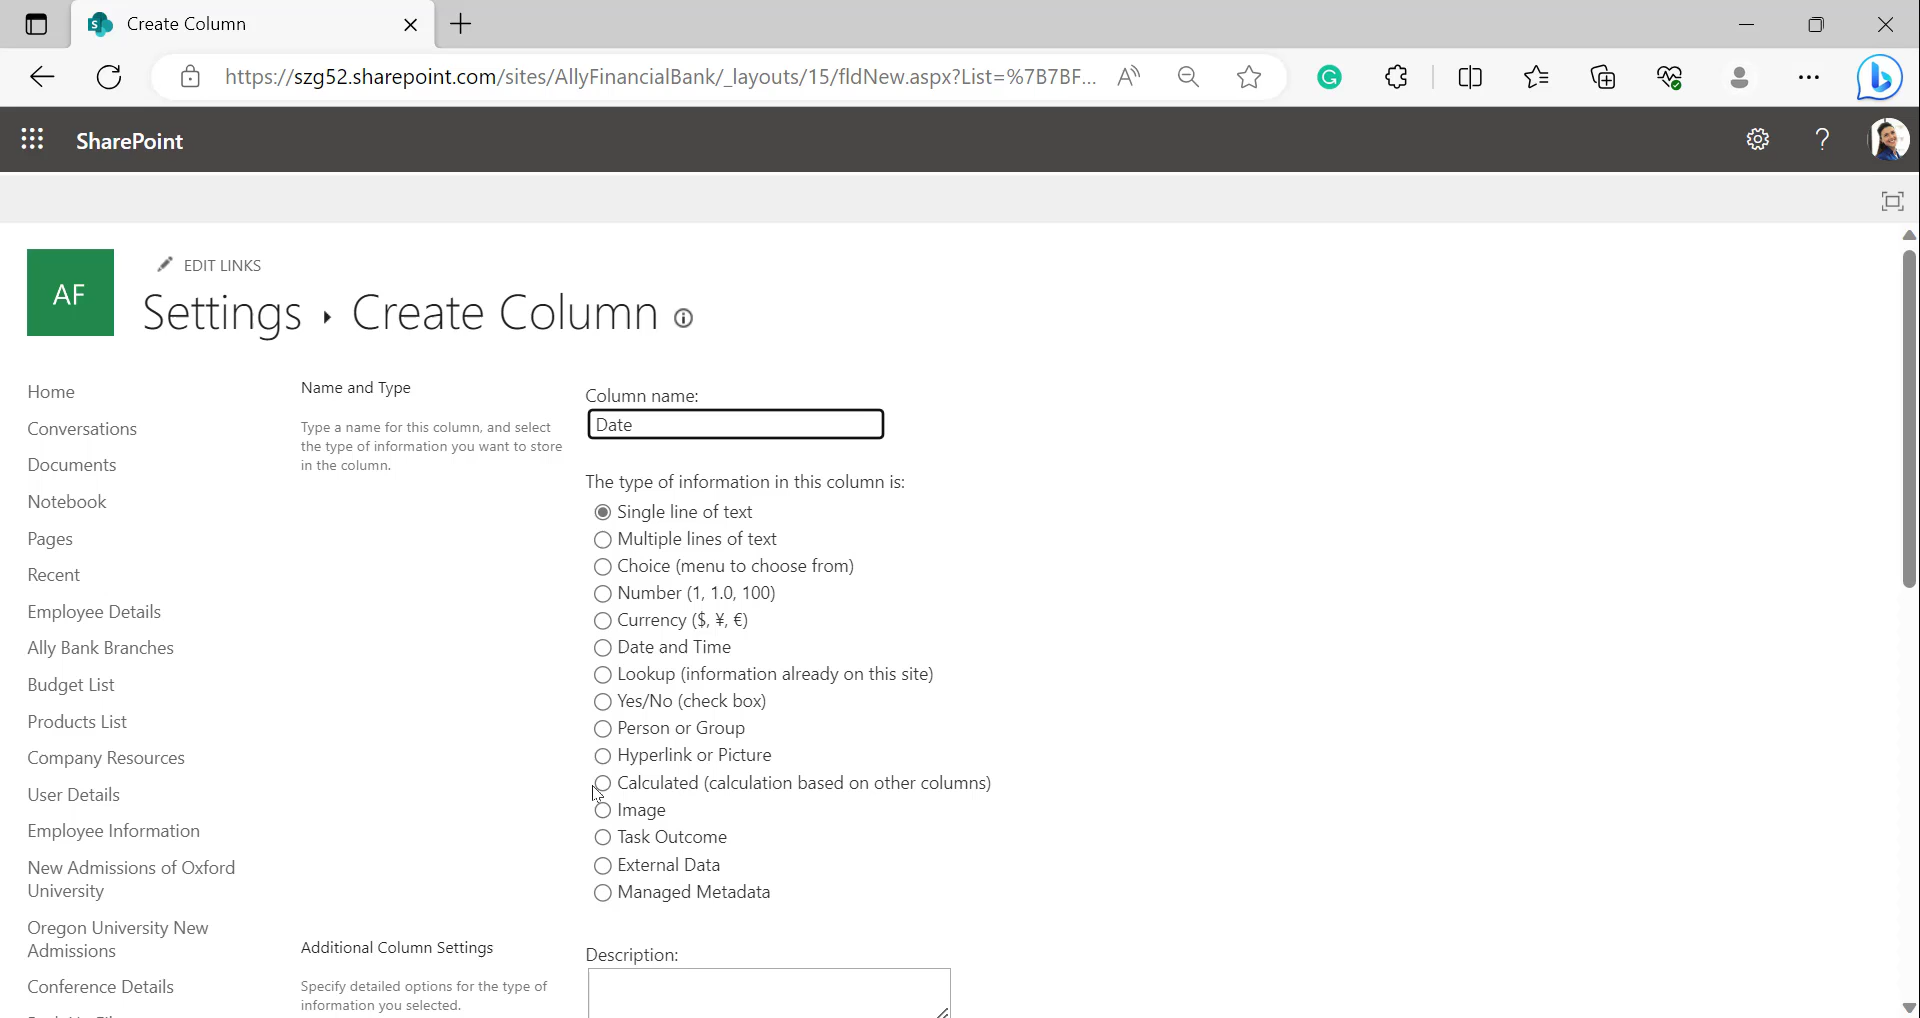 Create Column
https://szg52.sharepoint.com/sites/AllyFinancialBank/_layouts/15/fldNew.aspx?List=%7B7BF...
SharePoint
AF
EDIT LINKS
Settings ▸ Create Column
Home
Conversations
Documents
Notebook
Pages
Recent
Employee Details
Ally Bank Branches
Budget List
Products List
Company Resources
User Details
Employee Information
New Admissions of Oxford
University
Oregon University New
Admissions
Conference Details
Name and Type
Type a name for this column, and select
the type of information you want to store
in the column.
Column name:
Date
The type of information in this column is:
Single line of text
Multiple lines of text
Choice (menu to choose from)
Number (1, 1.0, 100)
Currency ($, ¥, €)
Date and Time
Lookup (information already on this site)
Yes/No (check box)
Person or Group
Hyperlink or Picture
Calculated (calculation based on other columns)
Image
Task Outcome
External Data
Managed Metadata
Additional Column Settings
Specify detailed options for the type of
information you selected.
Description: